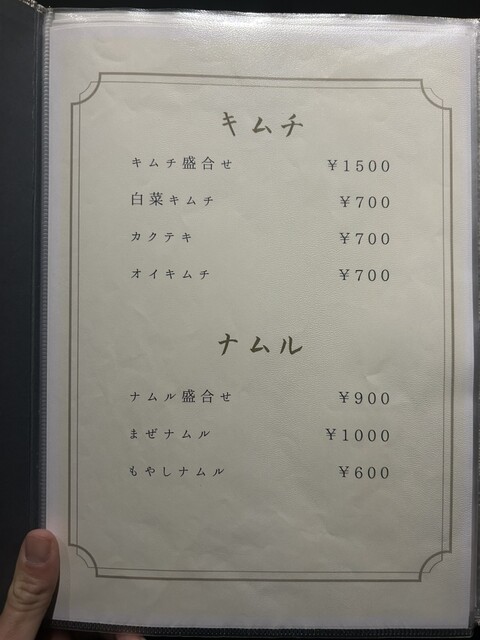 キムチ
キムチ盛合せ ￥1500
白菜キムチ ￥700
カクテキ ￥700
オイキムチ ￥700
ナムル
ナムル盛合せ ￥900
まぜナムル ￥1000
もやしナムル ￥600